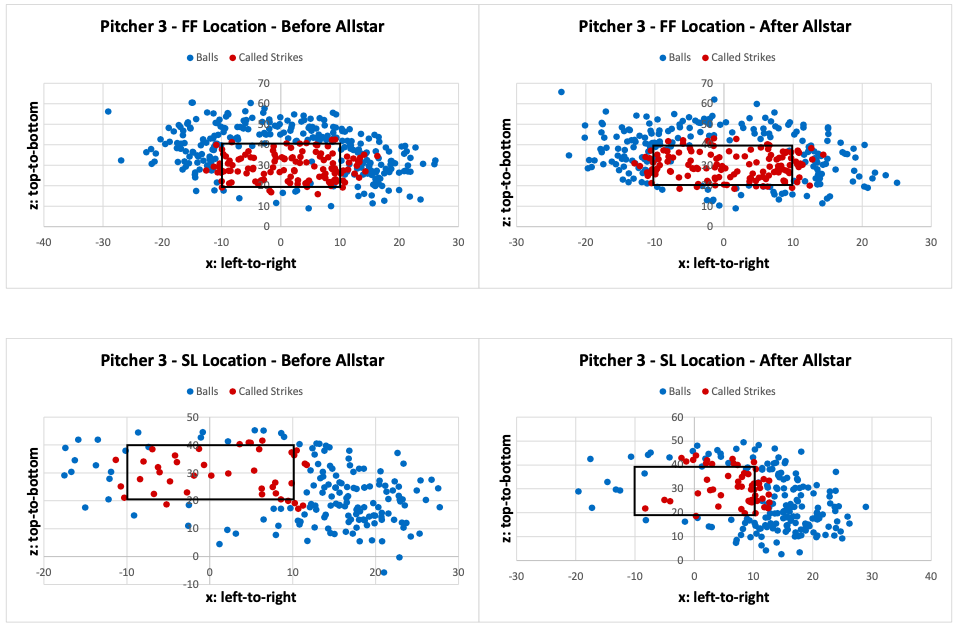 Pitcher 3 - FF Location - Before Allstar
Balls Called Strikes
70
60
50
40
30
20
10
0
-40 -30 -20 -10 0 10 20 30
z: top-to-bottom
x: left-to-right
Pitcher 3 - FF Location - After Allstar
Balls Called Strikes
70
60
50
40
30
20
10
0
-30 -20 -10 0 10 20 30
z: top-to-bottom
x: left-to-right
Pitcher 3 - SL Location - Before Allstar
Balls Called Strikes
50
40
30
20
10
0
-10
-20 -10 0 10 20 30
z: top-to-bottom
x: left-to-right
Pitcher 3 - SL Location - After Allstar
Balls Called Strikes
60
50
40
30
20
10
0
-30 -20 -10 0 10 20 30 40
z: top-to-bottom
x: left-to-right